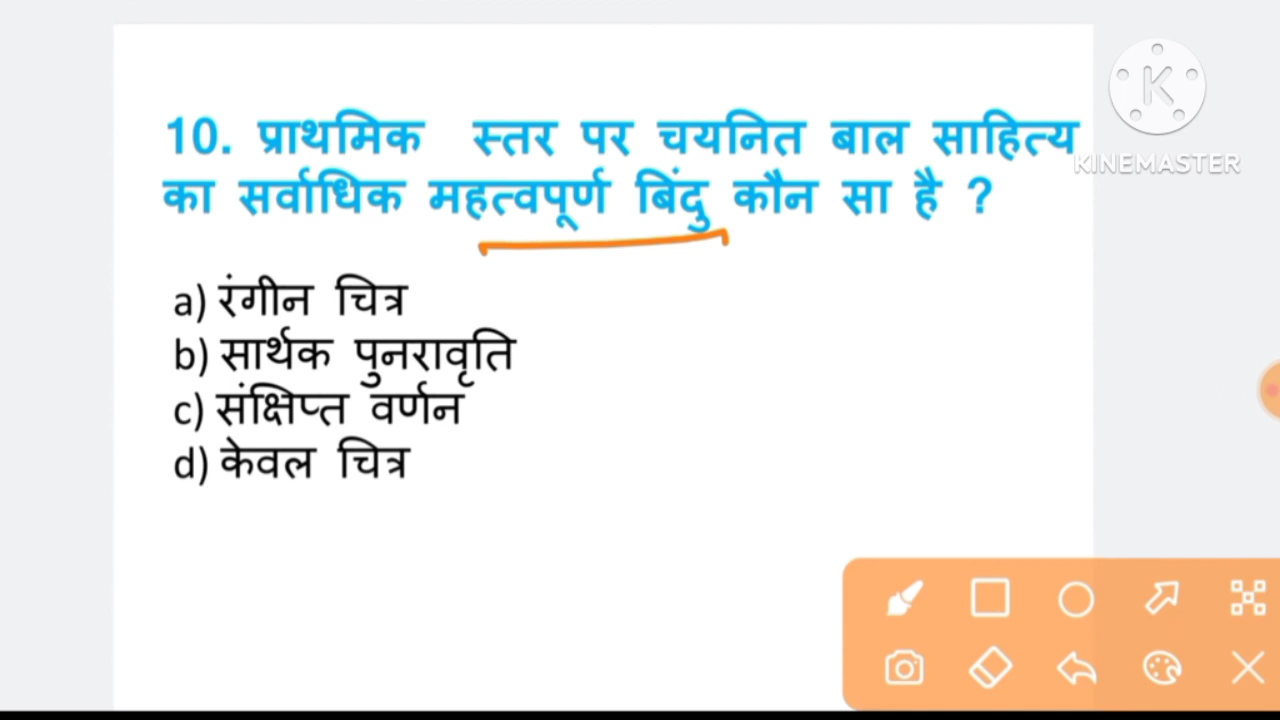 10. प्राथमिक स्तर पर चयनित बाल साहित्य
का सर्वाधिक महत्वपूर्ण बिंदु कौन सा है ?
a) रंगीन चित्र
b) सार्थक पुनरावृति
c) संक्षिप्त वर्णन
d) केवल चित्र
K
KINEMASTER